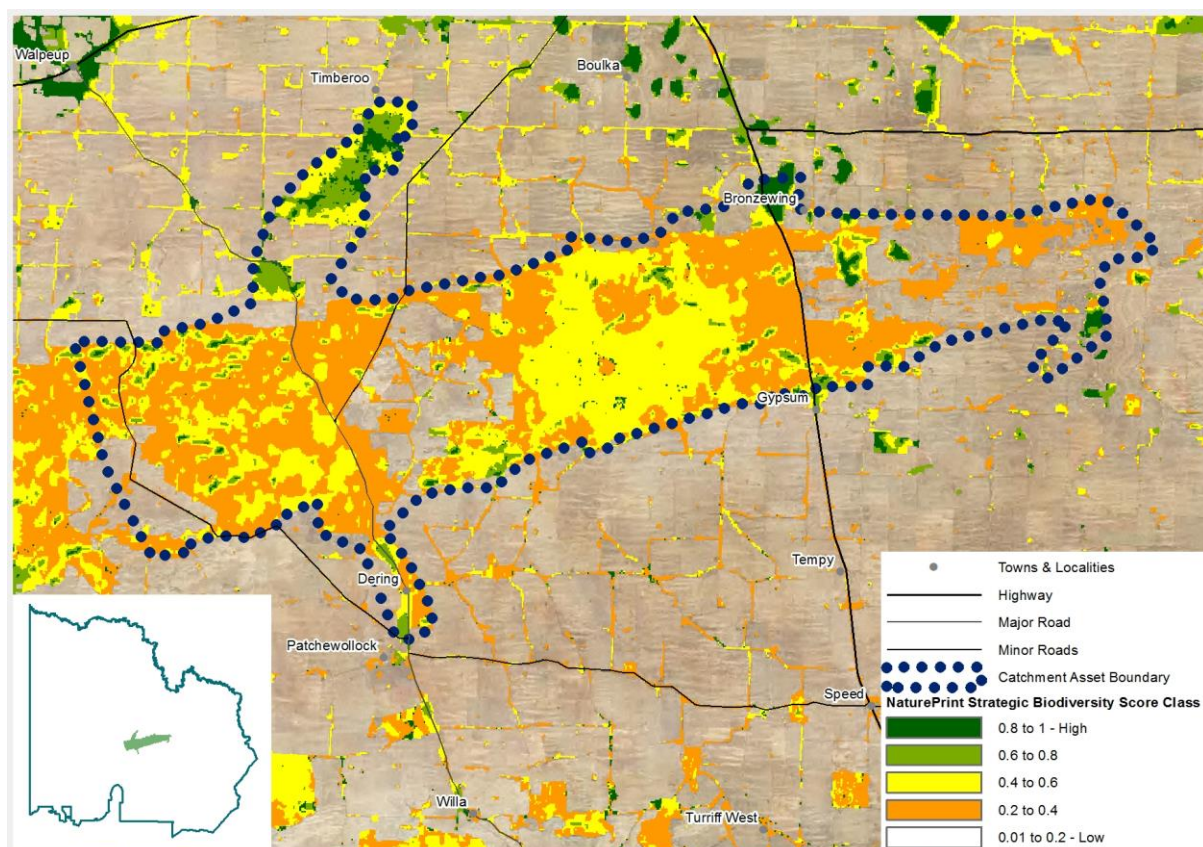 Walpeup
Timberoo
Boulka
Bronzewing
Gypsum
Tempy
Dering
Patchewollock
Speed
Willa
Turriff West
Towns & Localities
Highway
Major Road
Minor Roads
Catchment Asset Boundary
NaturePrint Strategic Biodiversity Score Class
0.8 to 1 - High
0.6 to 0.8
0.4 to 0.6
0.2 to 0.4
0.01 to 0.2 - Low